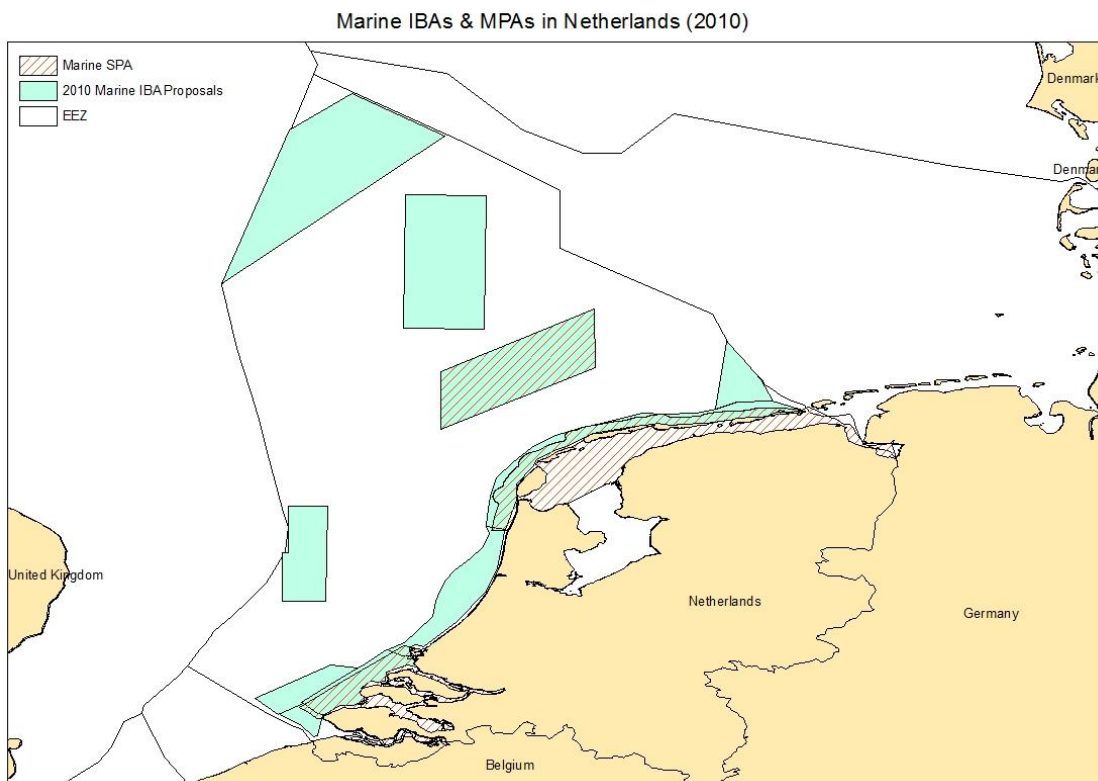 Marine IBAs & MPAs in Netherlands (2010)
Marine SPA
2010 Marine IBA Proposals
EEZ
Denmark
Denmar
United Kingdom
Netherlands
Germany
Belgium